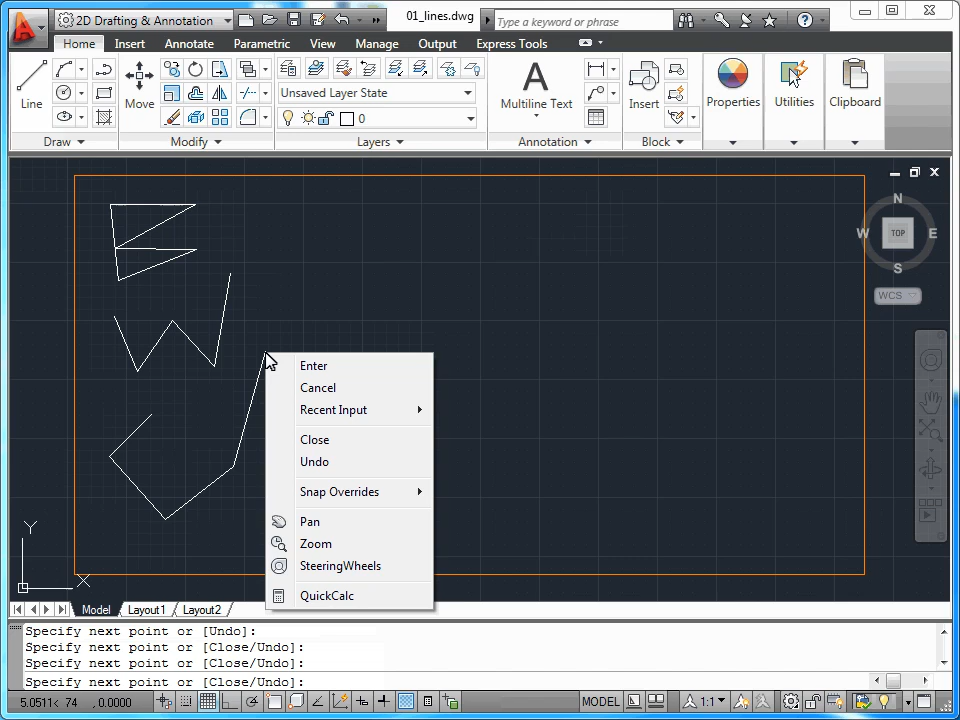 2D Drafting & Annotation
01_lines.dwg
Type a keyword or phrase
Home Insert Annotate Parametric View Manage Output Express Tools
Line
Move
Unsaved Layer State
0
Multiline Text
Insert
Properties
Utilities
Clipboard
Draw
Modify
Layers
Annotation
Block
N
W
TOP
E
S
WCS
Enter
Cancel
Recent Input
Close
Undo
Snap Overrides
Pan
Zoom
SteeringWheels
QuickCalc
Y
X
Model Layout1 Layout2
Specify next point or [Undo]:
Specify next point or [Close/Undo]:
Specify next point or [Close/Undo]:
Specify next point or [Close/Undo]:
5.0511< 74 , 0.0000
MODEL
1:1